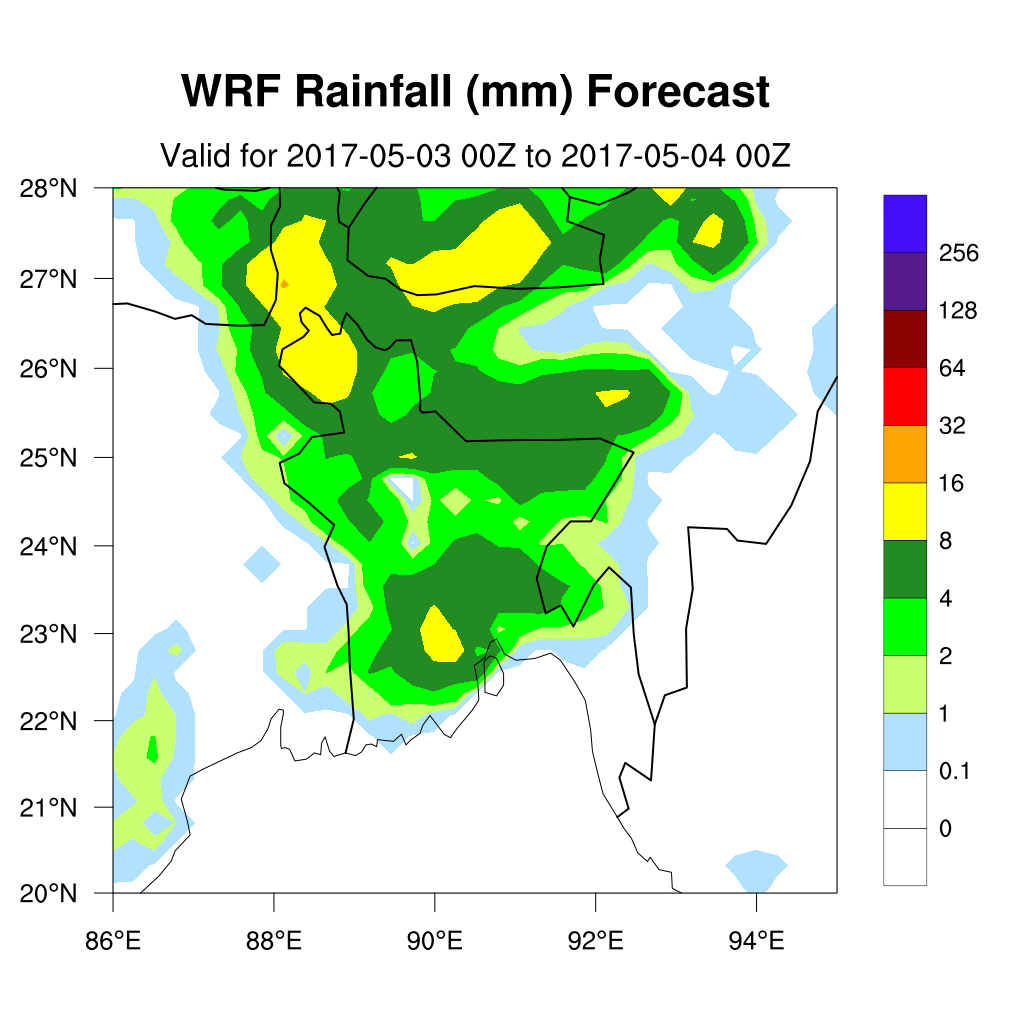 WRF Rainfall (mm) Forecast
Valid for 2017-05-03 00Z to 2017-05-04 00Z
28°N
27°N
26°N
25°N
24°N
23°N
22°N
21°N
20°N
86°E 88°E 90°E 92°E 94°E
256
128
64
32
16
8
4
2
1
0.1
0